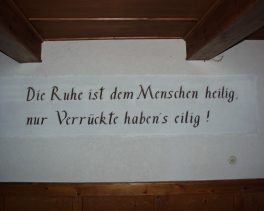 Die Ruhe ist dem Menschen heilig,
nur Verrückte haben's eilig !